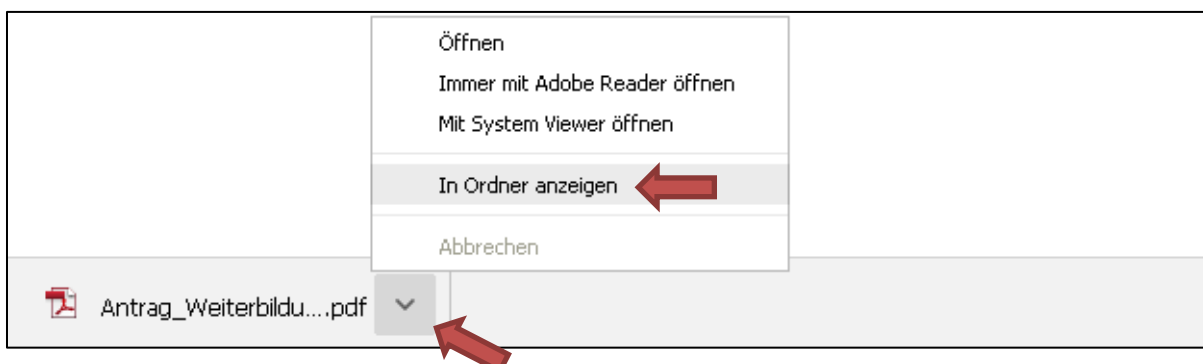 Öffnen
Immer mit Adobe Reader öffnen
Mit System Viewer öffnen
In Ordner anzeigen
Abbrechen
Antrag_Weiterbildu....pdf